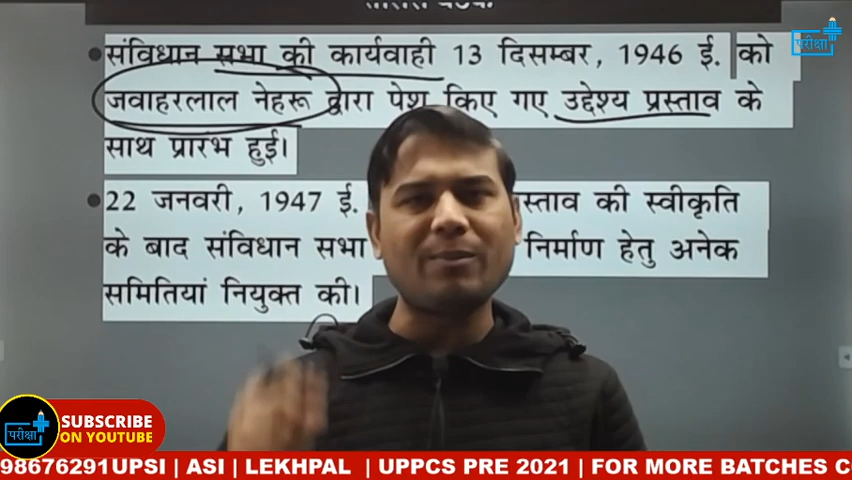 परीक्षा
संविधान सभा की कार्यवाही 13 दिसम्बर, 1946 ई. को
जवाहरलाल नेहरू द्वारा पेश किए गए उद्देश्य प्रस्ताव के
साथ प्रारंभ हुई।
22 जनवरी, 1947 ई. स्ताव की स्वीकृति
के बाद संविधान सभा निर्माण हेतु अनेक
समितियां नियुक्त की।
परीक्षा
SUBSCRIBE
ON YOUTUBE
98676291UPSI | ASI | LEKHPAL | UPPCS PRE 2021 | FOR MORE BATCHES C